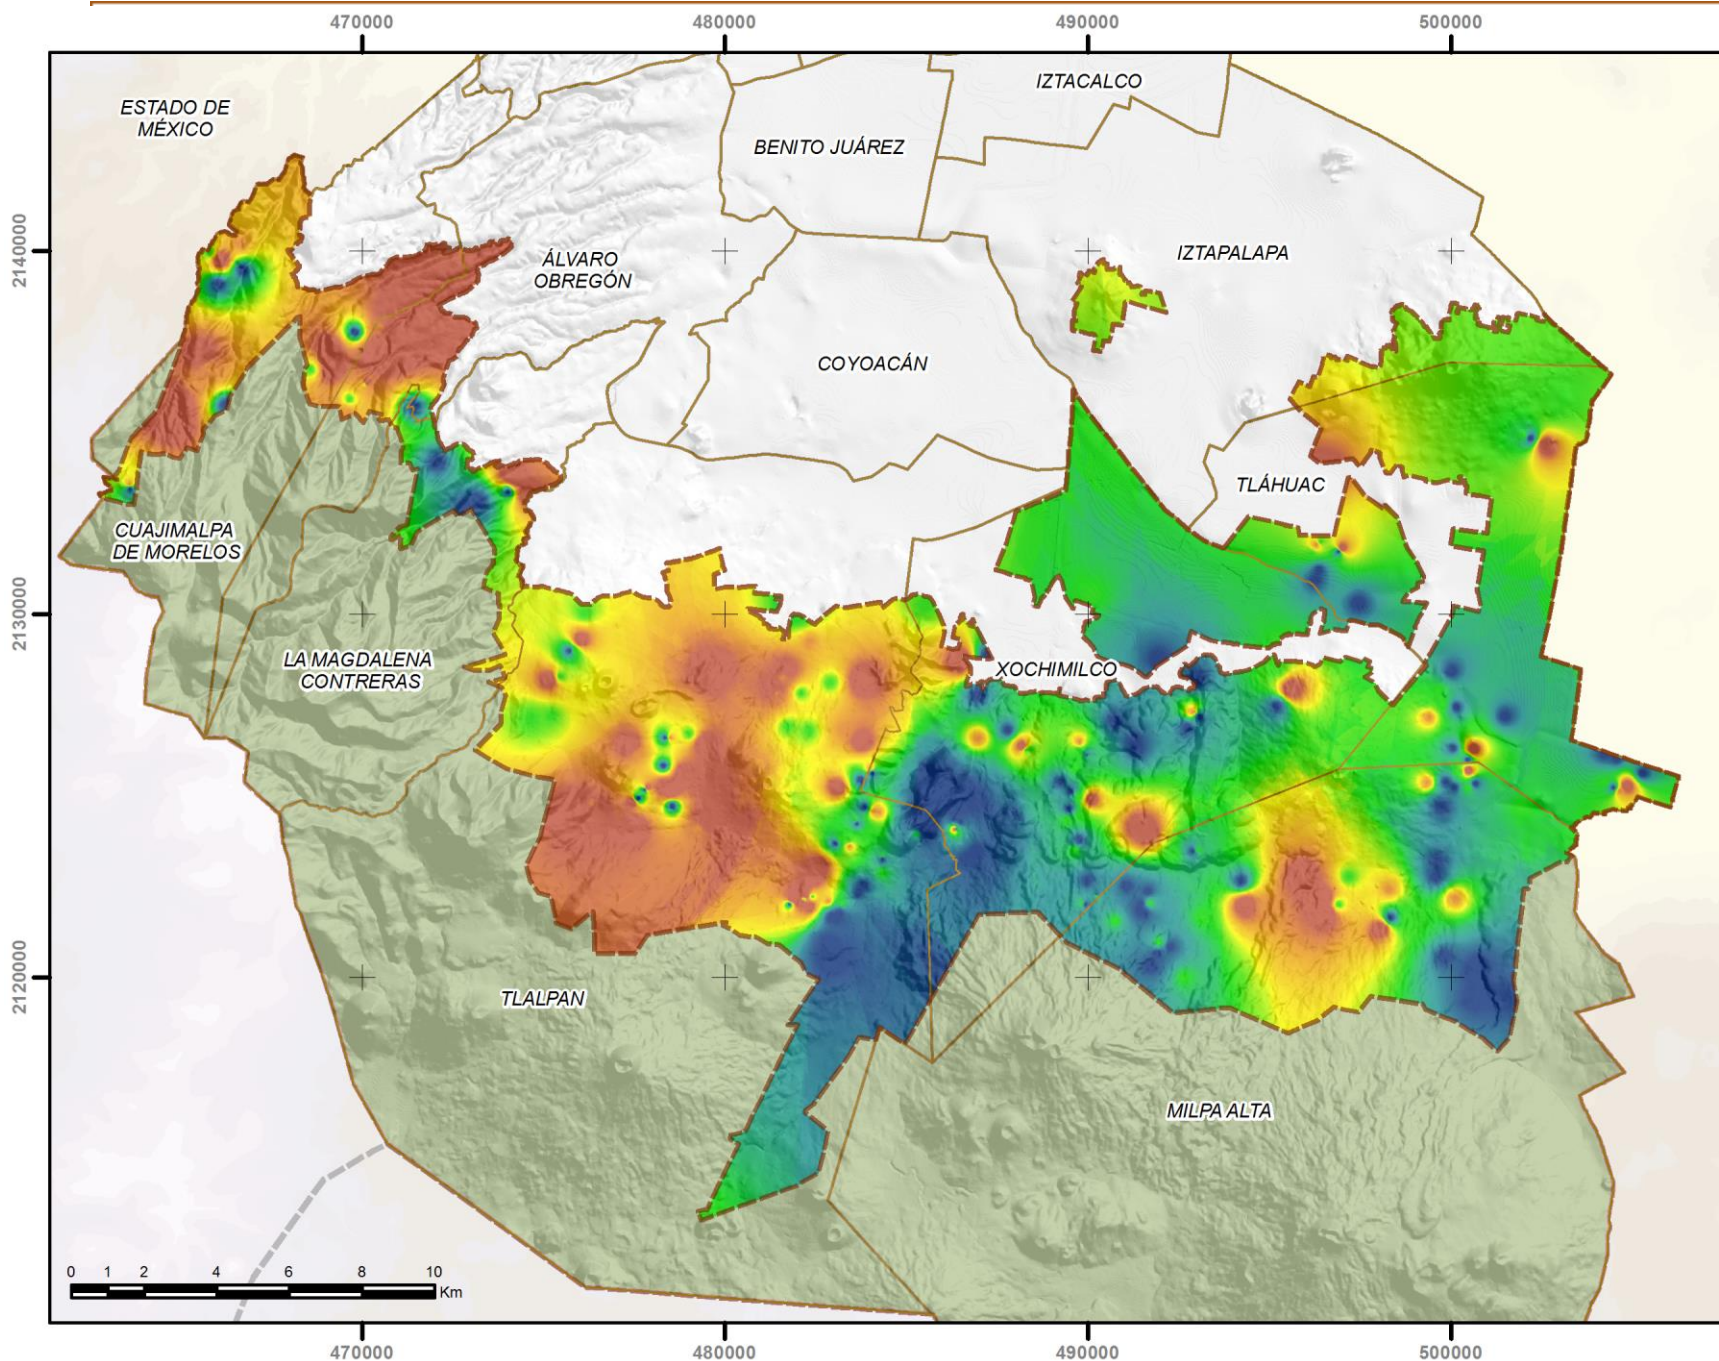 470000
480000
490000
500000
IZTACALCO
ESTADO DE
MÉXICO
BENITO JUÁREZ
2140000
ÁLVARO
OBREGÓN
IZTAPALAPA
COYOACÁN
TLÁHUAC
CUAJIMALPA
DE MORELOS
2130000
LA MAGDALENA
CONTRERAS
XOCHIMILCO
2120000
TLALPAN
MILPA ALTA
0 1 2 4 6 8 10
Km
470000
480000
490000
500000